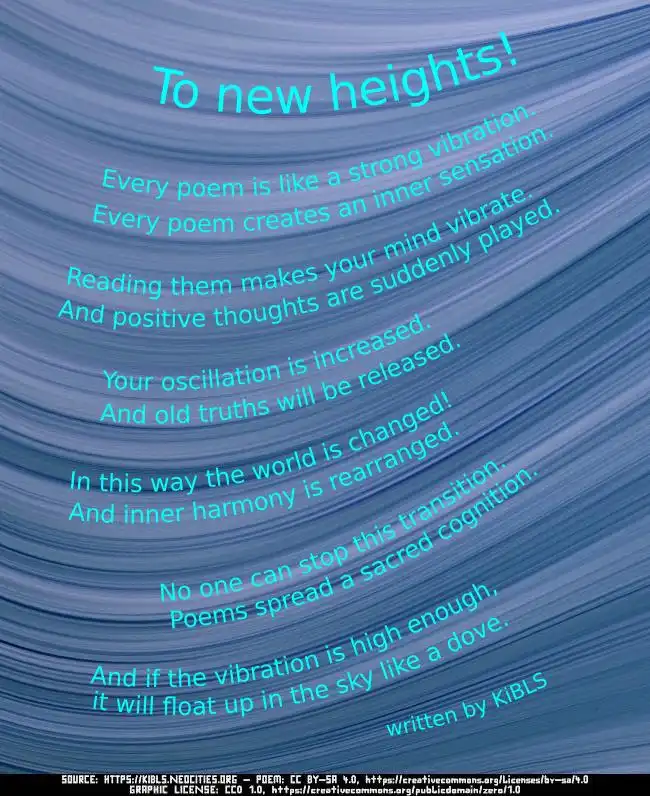 To new heights!
Every poem is like a strong vibration.
Every poem creates an inner sensation.
Reading them makes your mind vibrate.
And positive thoughts are suddenly played.
Your oscillation is increased.
And old truths will be released.
In this way the world is changed!
And inner harmony is rearranged.
No one can stop this transition.
Poems spread a sacred cognition.
And if the vibration is high enough,
it will float up in the sky like a dove.
written by KiBLS
SOURCE: HTTPS://KIBLS.NEOCITIES.ORG – POEM: CC BY–SA 4.0, https://creativecommons.org/licenses/by-sa/4.0
GRAPHIC LICENSE: CC0 1.0, https://creativecommons.org/publicdomain/zero/1.0